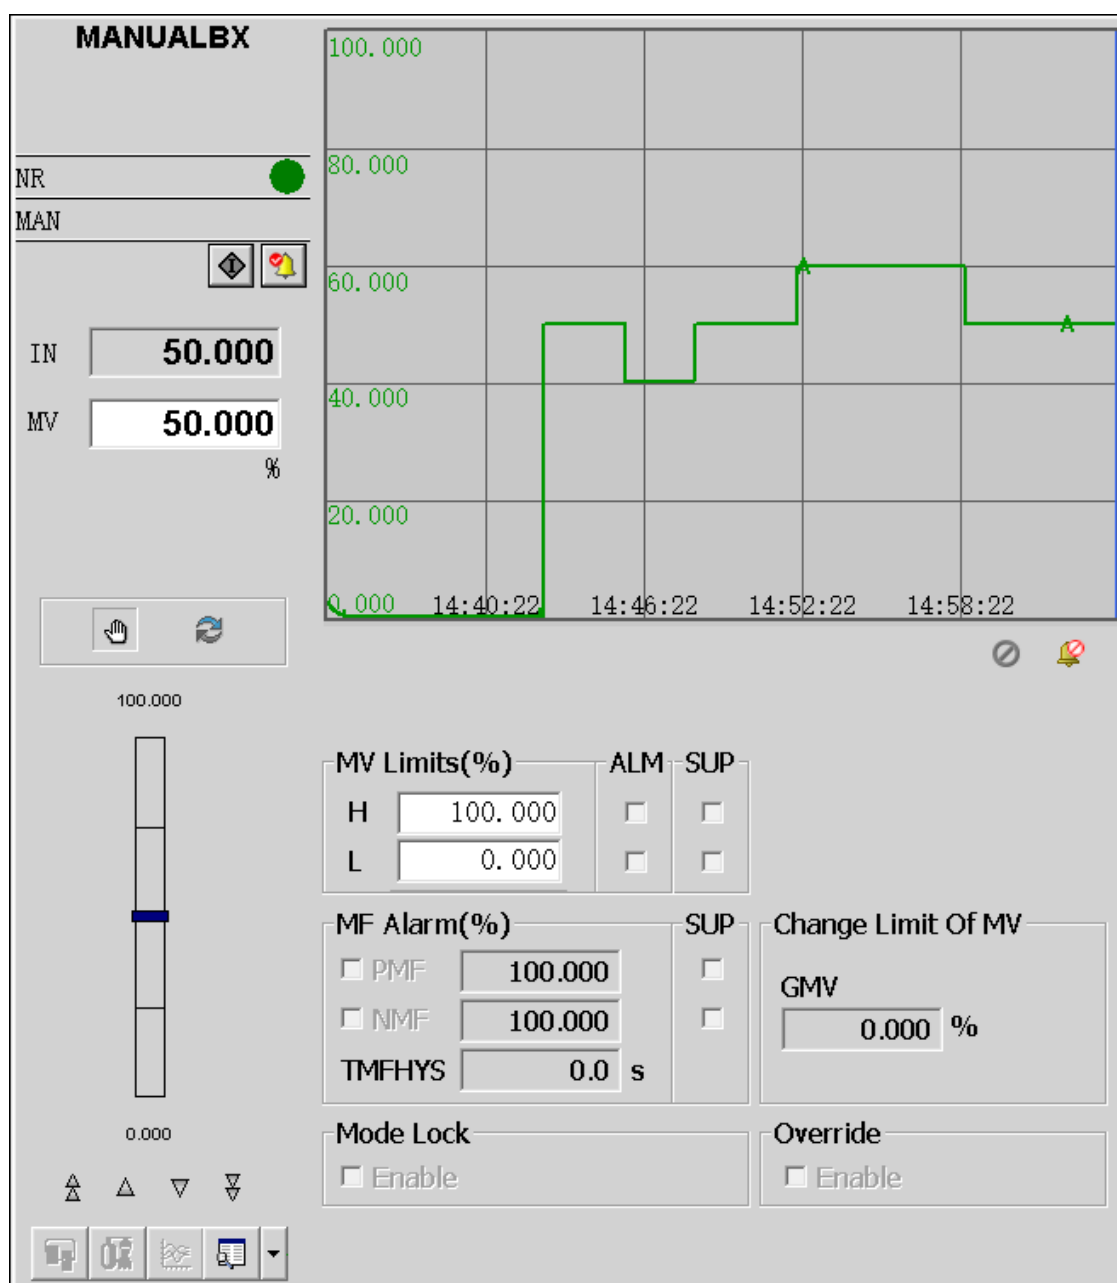 MANUALBX
NR
MAN
IN 50.000
MV 50.000
%
100.000
80.000
60.000
40.000
20.000
0.000 14:40:22 14:46:22 14:52:22 14:58:22
A
A
100.000
0.000
MV Limits(%) ALM SUP
H 100.000
L 0.000
MF Alarm(%) SUP
PMF 100.000
NMF 100.000
TMFHYS 0.0 s
Change Limit Of MV
GMV
0.000 %
Mode Lock
Enable
Override
Enable